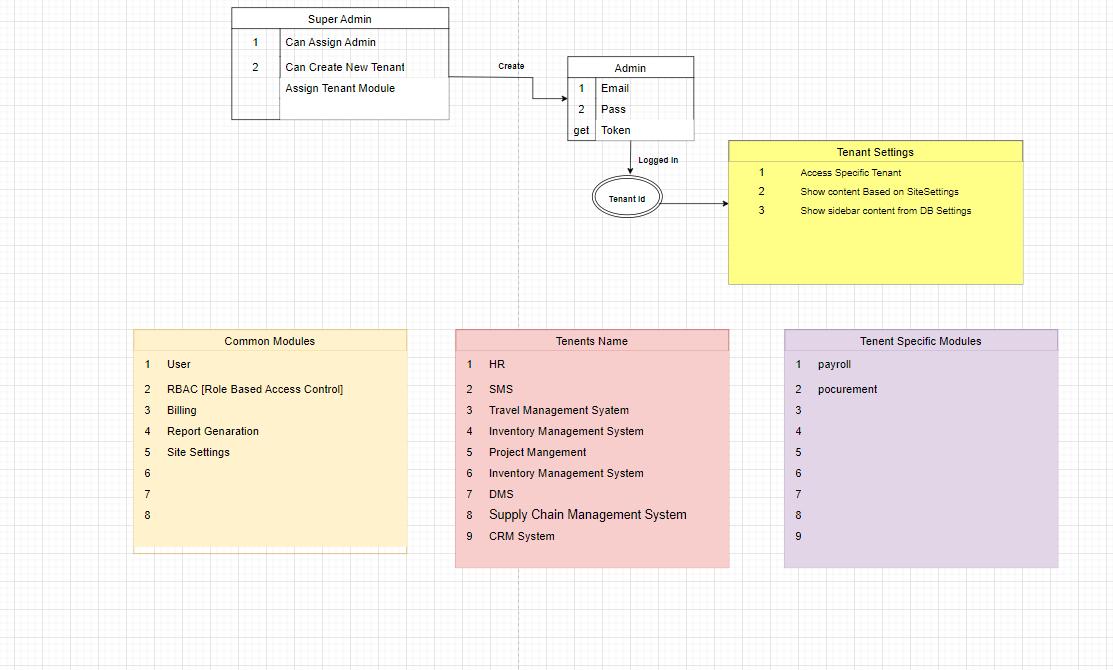 Super Admin
1 Can Assign Admin
2 Can Create New Tenant
Assign Tenant Module
Create
Admin
1 Email
2 Pass
get Token
Logged In
Tenant Id
Tenant Settings
1 Access Specific Tenant
2 Show content Based on SiteSettings
3 Show sidebar content from DB Settings
Common Modules
1 User
2 RBAC [Role Based Access Control]
3 Billing
4 Report Genaration
5 Site Settings
6
7
8
Tenents Name
1 HR
2 SMS
3 Travel Management Syatem
4 Inventory Management System
5 Project Mangement
6 Inventory Management System
7 DMS
8 Supply Chain Management System
9 CRM System
Tenent Specific Modules
1 payroll
2 pocurement
3
4
5
6
7
8
9